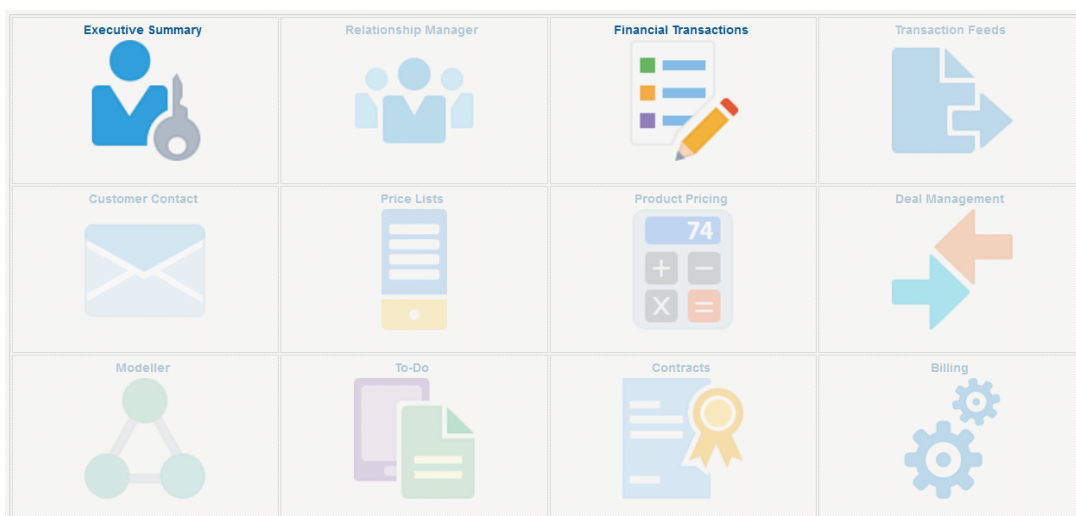 Executive Summary
Relationship Manager
Financial Transactions
Transaction Feeds
Customer Contact
Price Lists
Product Pricing
Deal Management
74
+ −
X =
Modeller
To-Do
Contracts
Billing